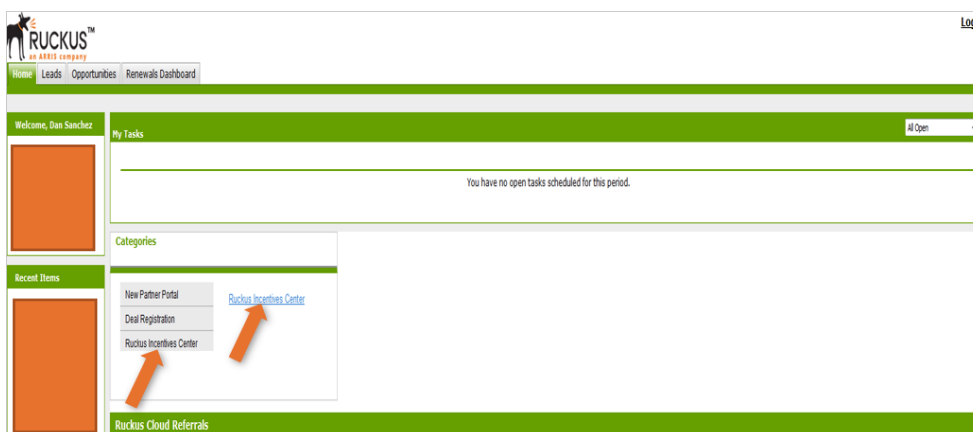 Log
RUCKUS™
an ARRIS company
Home Leads Opportunities Renewals Dashboard
Welcome, Dan Sanchez
My Tasks
All Open
You have no open tasks scheduled for this period.
Categories
Recent Items
New Partner Portal
Ruckus Incentives Center
Deal Registration
Ruckus Incentives Center
Ruckus Cloud Referrals